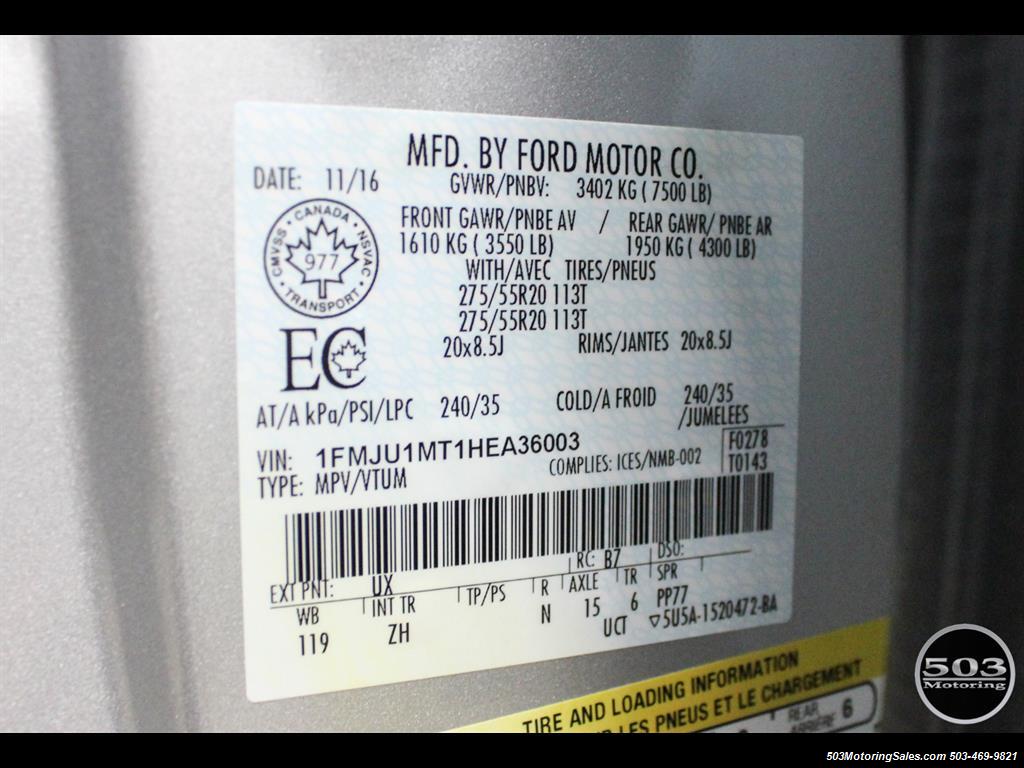 MFD. BY FORD MOTOR CO.
DATE: 11/16
GVWR/PNBV: 3402 KG ( 7500 LB)
FRONT GAWR/PNBE AV / REAR GAWR/ PNBE AR
1610 KG ( 3550 LB) 1950 KG ( 4300 LB)
WITH/AVEC TIRES/PNEUS
275/55R20 113T
275/55R20 113T
20x8.5J RIMS/JANTES 20x8.5J
CANADA
CMVSS
NSVAC
977
TRANSPORT
EC
AT/A kPa/PSI/LPC 240/35 COLD/A FROID 240/35
/JUMELEES
VIN: 1FMJU1MT1HEA36003
F0278
TYPE: MPV/VTUM COMPLIES: ICES/NMB-002
T0143
EXT PNT: UX RC: B7 DSO:
WB INT TR TP/PS R AXLE TR SPR
119 ZH N 15 6 PP77
UCT ▽5U5A-1520472-BA
TIRE AND LOADING INFORMATION
LES PNEUS ET LE CHARGEMENT
REAR
ARRIÈRE 6
503
Motoring
503MotoringSales.com 503-469-9821